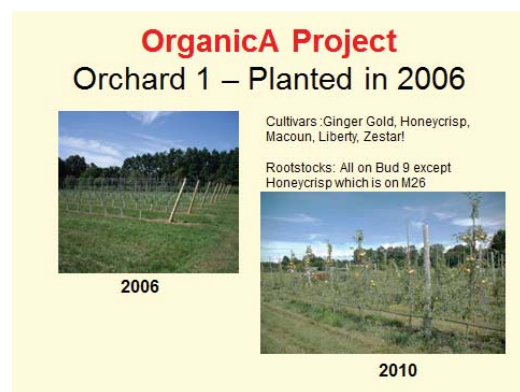 OrganicA Project
Orchard 1 – Planted in 2006
Cultivars :Ginger Gold, Honeycrisp,
Macoun, Liberty, Zestar!
Rootstocks: All on Bud 9 except
Honeycrisp which is on M26
2006
2010